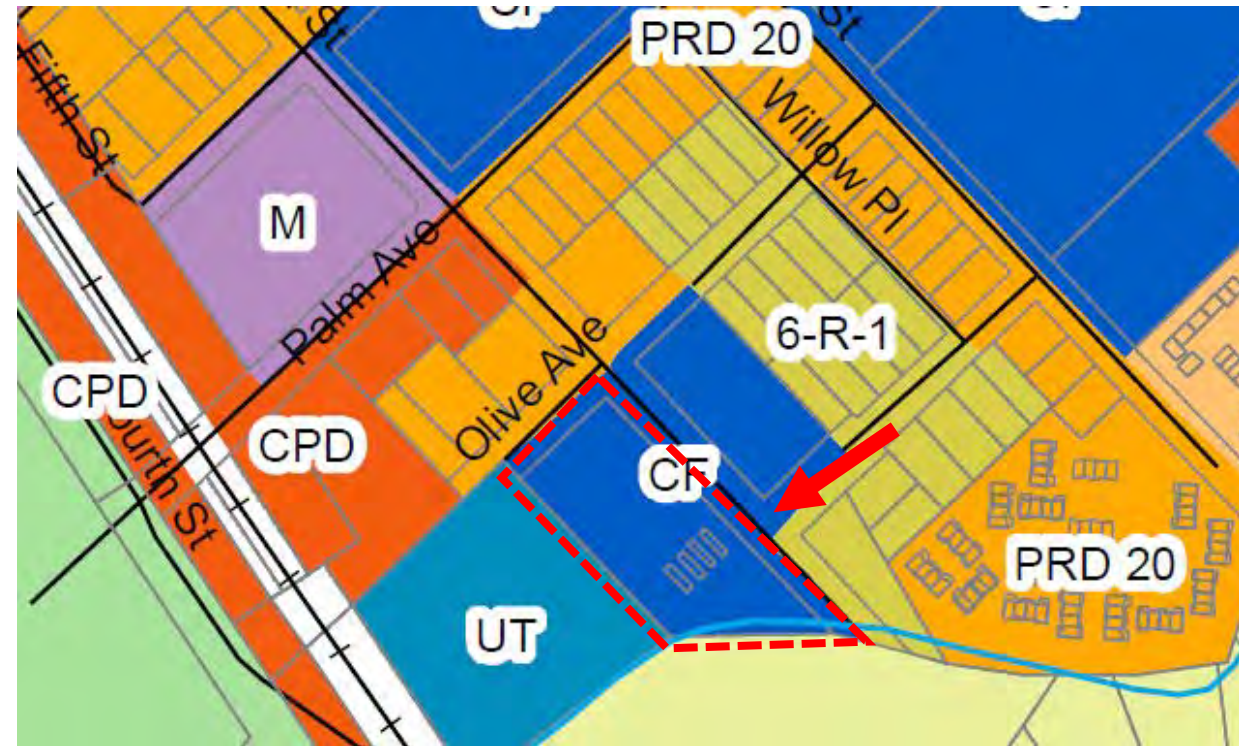 PRD 20
Fifth St
St
St
Willow Pl
M
Palm Ave
6-R-1
CPD
Olive Ave
CPD
CF
PRD 20
UT